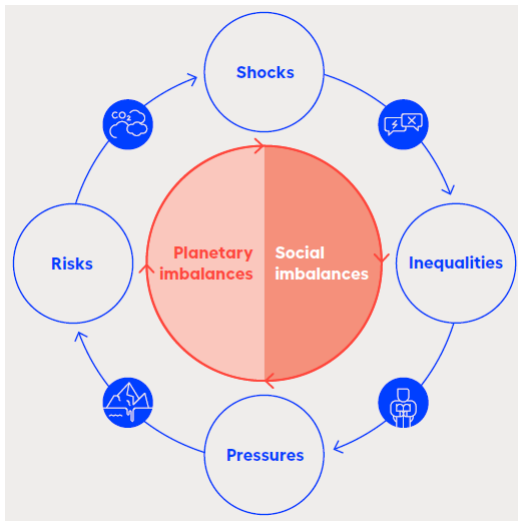 Shocks
CO₂
Planetary
imbalances
Social
imbalances
Risks
Inequalities
Pressures